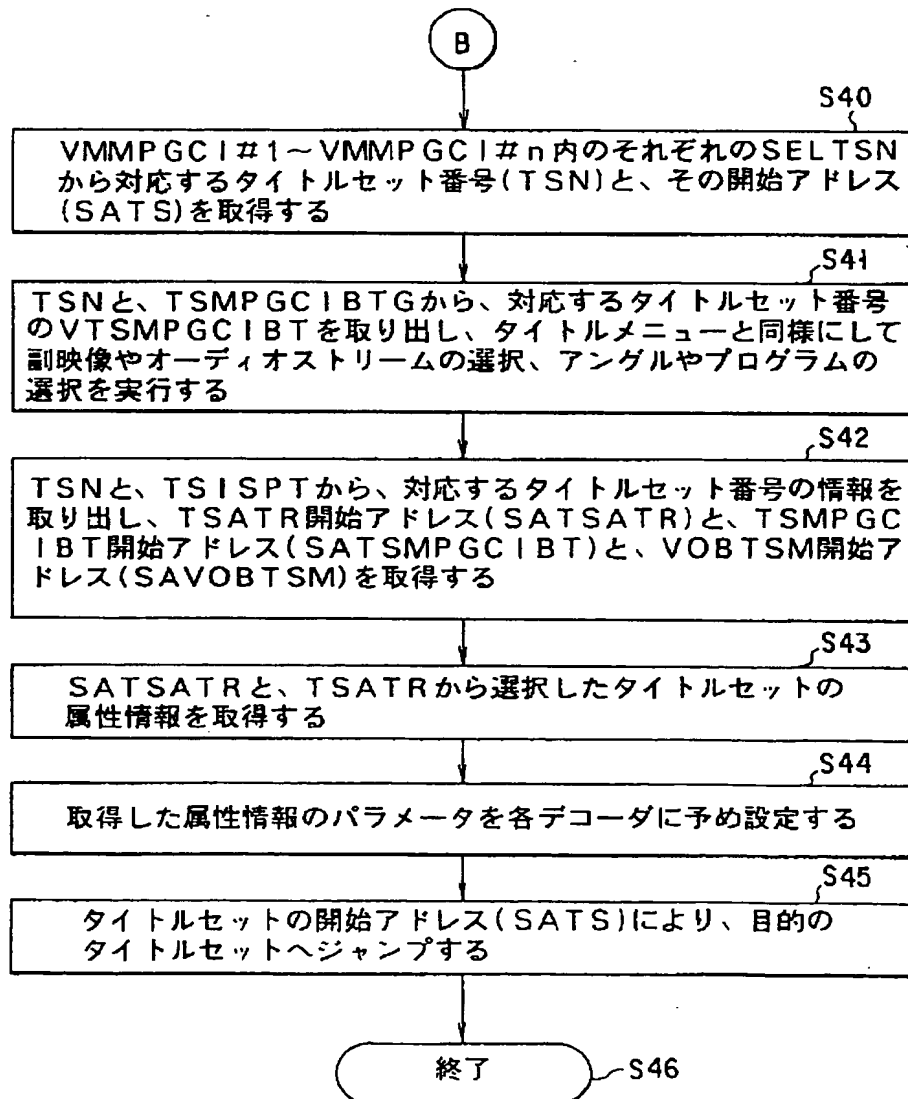 B
S40
VMMPGCI#1～VMMPGCI#n内のそれぞれのSELTSN
から対応するタイトルセット番号(TSN)と、その開始アドレス
(SATS)を取得する
S41
TSNと、TSMPGCIBTGから、対応するタイトルセット番号
のVTSMPGCIBTを取り出し、タイトルメニューと同様にして
副映像やオーディオストリームの選択、アングルやプログラムの
選択を実行する
S42
TSNと、TSISPTから、対応するタイトルセット番号の情報を
取り出し、TSATR開始アドレス(SATSATR)と、TSMPGC
IBT開始アドレス(SATSMPGCIBT)と、VOBTSM開始ア
ドレス(SAVOBTSM)を取得する
S43
SATSATRと、TSATRから選択したタイトルセットの
属性情報を取得する
S44
取得した属性情報のパラメータを各デコーダに予め設定する
S45
タイトルセットの開始アドレス(SATS)により、目的の
タイトルセットへジャンプする
終了
S46